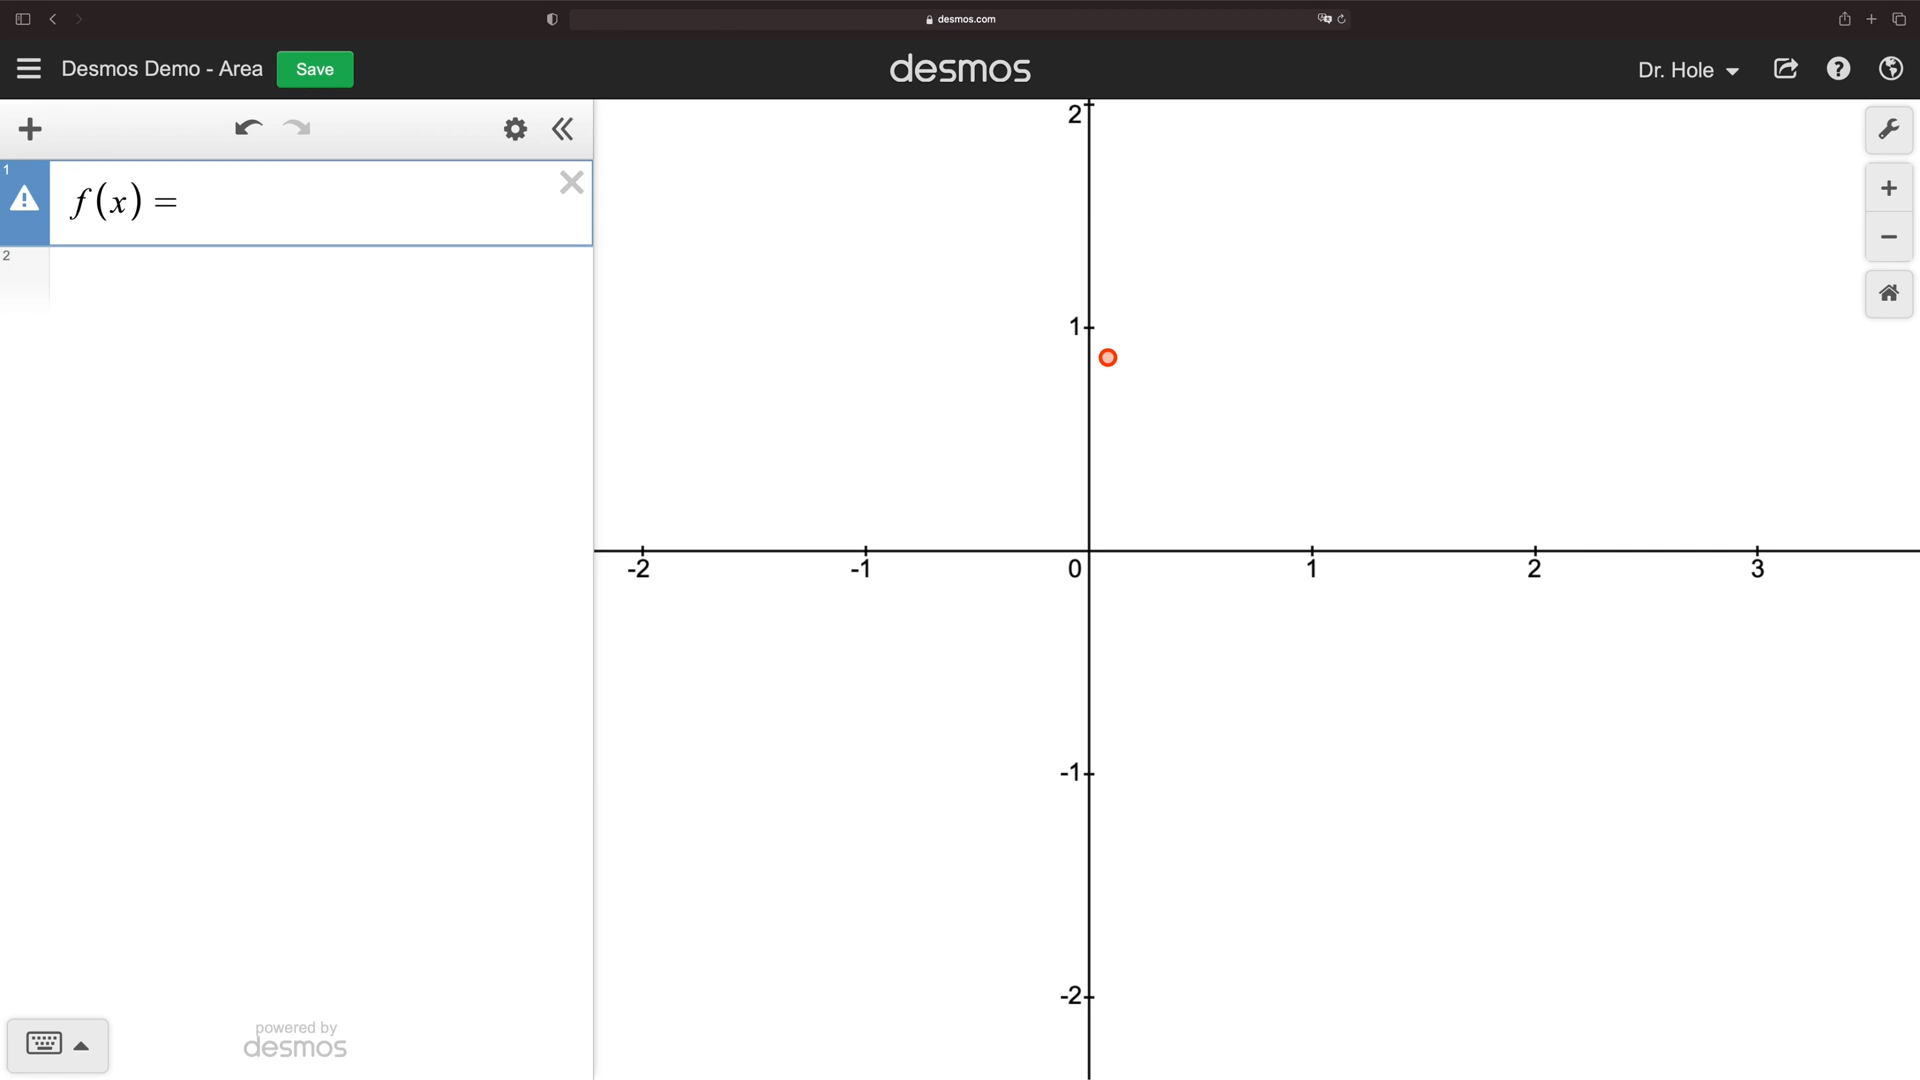 desmos.com
Desmos Demo - Area
Save
desmos
Dr. Hole
1
f(x) =
2
2
1
-2
-1
0
1
2
3
-1
-2
powered by
desmos